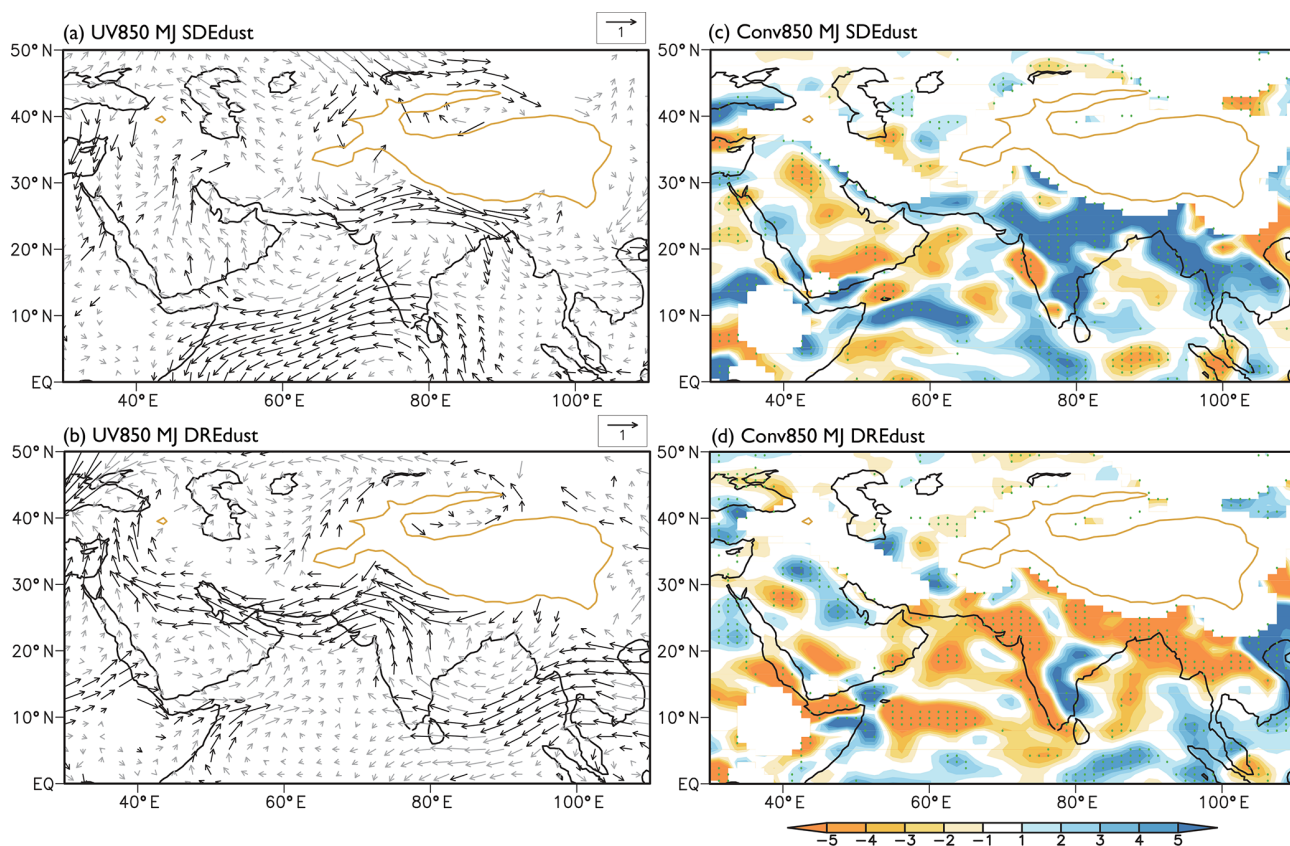 (a) UV850 MJ SDEdust
1
50°N
40°N
30°N
20°N
10°N
EQ
40°E 60°E 80°E 100°E
(c) Conv850 MJ SDEdust
50°N
40°N
30°N
20°N
10°N
EQ
40°E 60°E 80°E 100°E
(b) UV850 MJ DREdust
1
50°N
40°N
30°N
20°N
10°N
EQ
40°E 60°E 80°E 100°E
(d) Conv850 MJ DREdust
50°N
40°N
30°N
20°N
10°N
EQ
40°E 60°E 80°E 100°E
-5 -4 -3 -2 -1 1 2 3 4 5